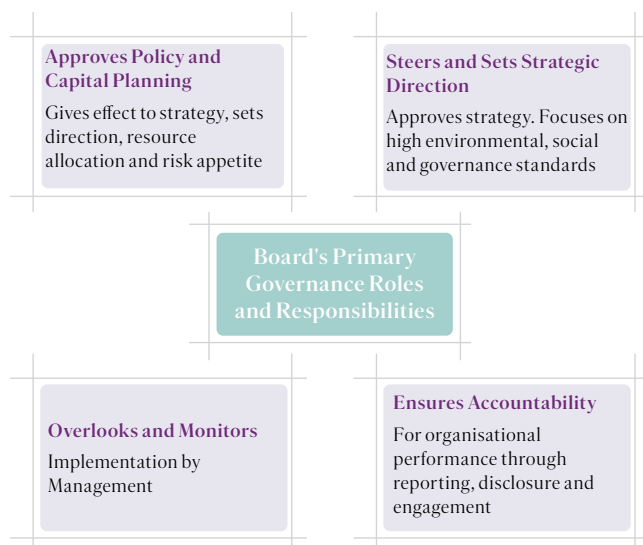 Approves Policy and
Capital Planning
Gives effect to strategy, sets
direction, resource
allocation and risk appetite
Steers and Sets Strategic
Direction
Approves strategy. Focuses on
high environmental, social
and governance standards
Board's Primary
Governance Roles
and Responsibilities
Overlooks and Monitors
Implementation by
Management
Ensures Accountability
For organisational
performance through
reporting, disclosure and
engagement